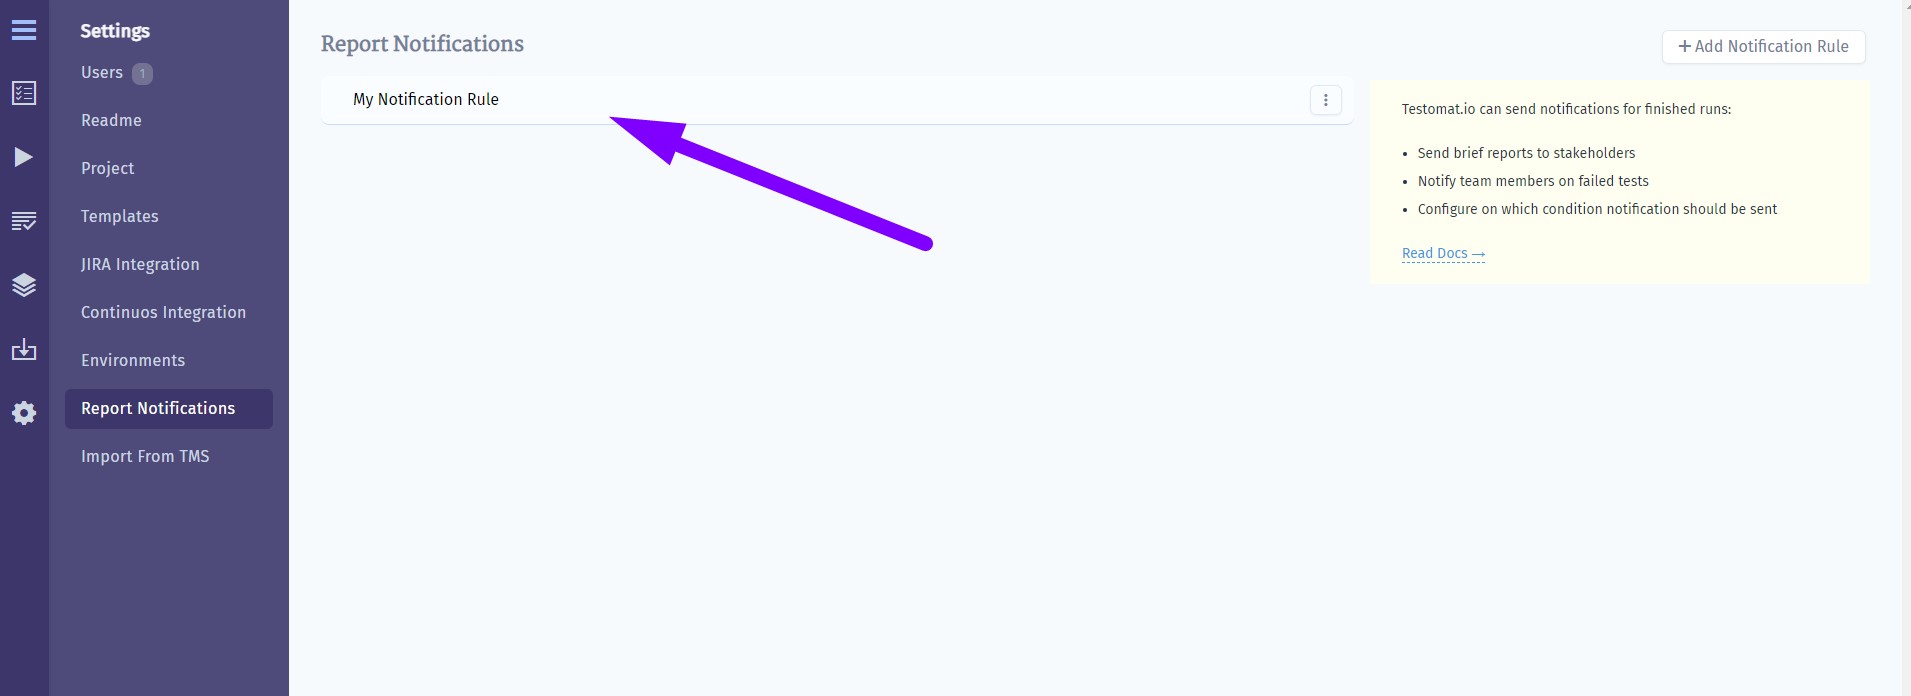 Settings
Users 1
Readme
Project
Templates
JIRA Integration
Continuos Integration
Environments
Report Notifications
Import From TMS
Report Notifications
+ Add Notification Rule
My Notification Rule
Testomat.io can send notifications for finished runs:
• Send brief reports to stakeholders
• Notify team members on failed tests
• Configure on which condition notification should be sent
Read Docs →